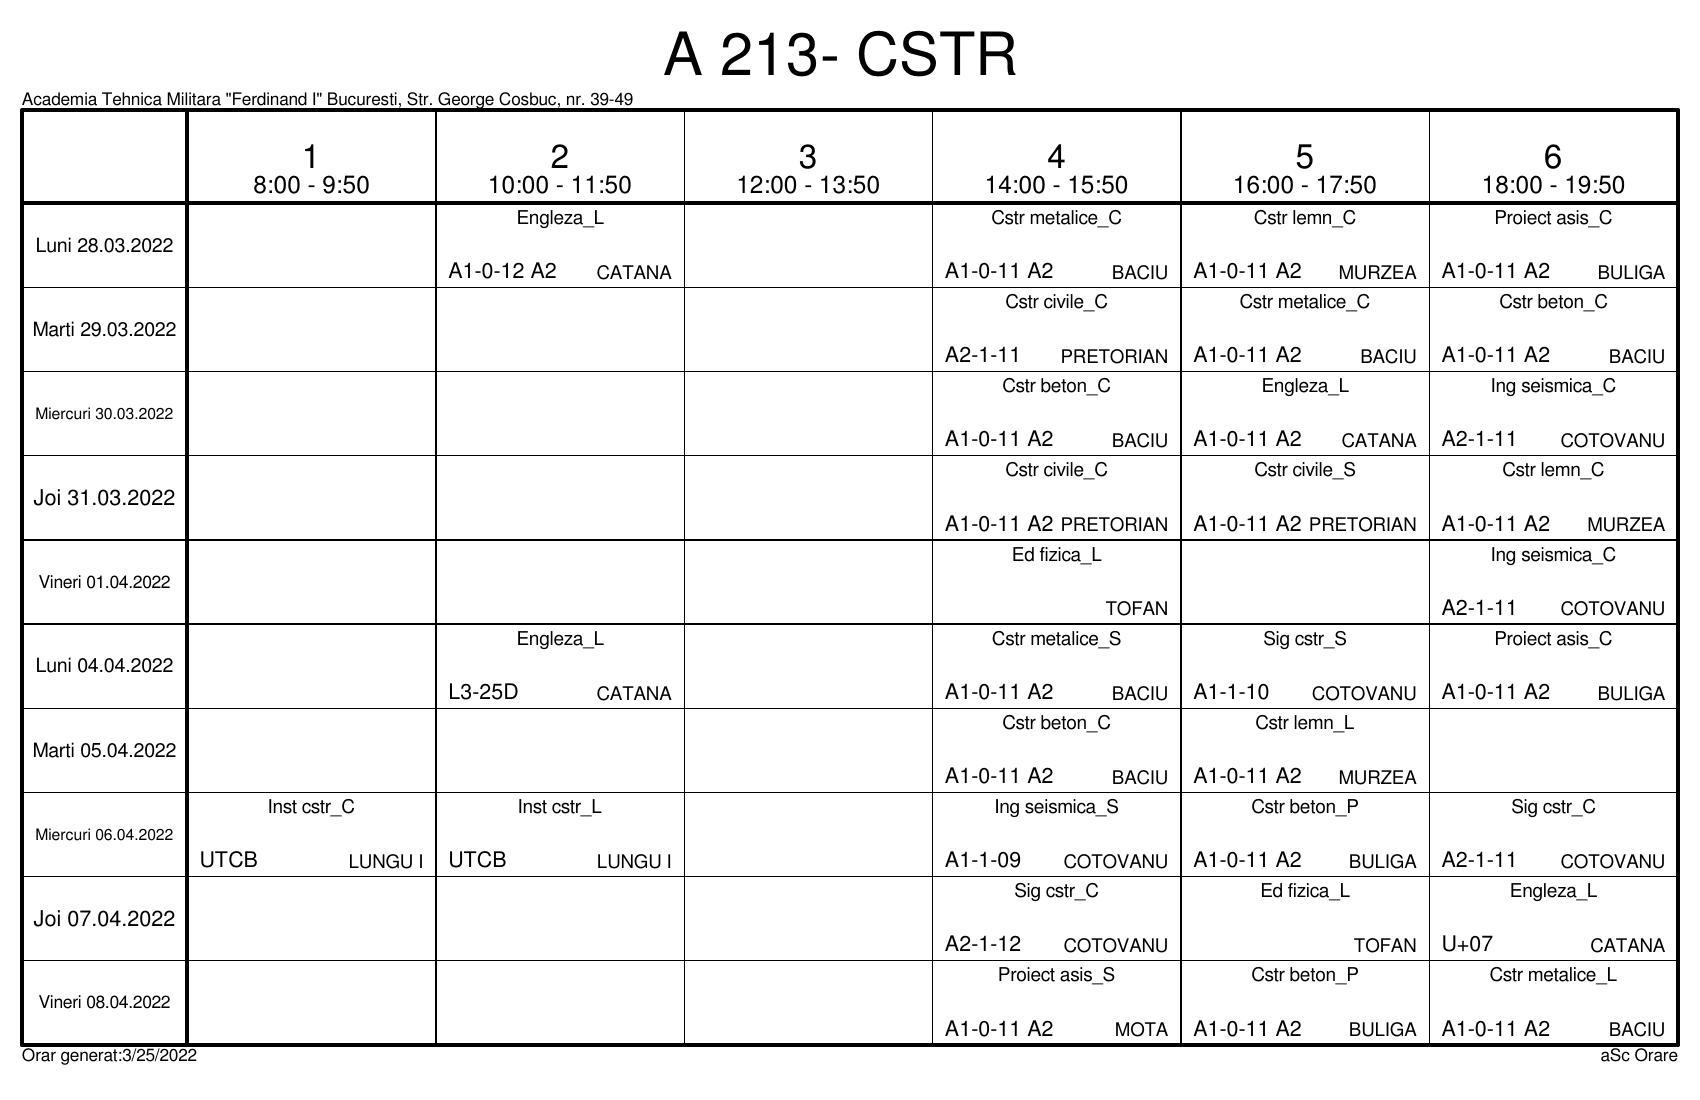 A 213- CSTR
Academia Tehnica Militara "Ferdinand I" Bucuresti, Str. George Cosbuc, nr. 39-49
1 2 3 4 5 6
8:00 - 9:50 10:00 - 11:50 12:00 - 13:50 14:00 - 15:50 16:00 - 17:50 18:00 - 19:50
Engleza_L Cstr metalice_C Cstr lemn_C Proiect asis_C
Luni 28.03.2022
A1-0-12 A2 CATANA A1-0-11 A2 BACIU A1-0-11 A2 MURZEA A1-0-11 A2 BULIGA
Cstr civile_C Cstr metalice_C Cstr beton_C
Marti 29.03.2022
A2-1-11 PRETORIAN A1-0-11 A2 BACIU A1-0-11 A2 BACIU
Cstr beton_C Engleza_L Ing seismica_C
Miercuri 30.03.2022
A1-0-11 A2 BACIU A1-0-11 A2 CATANA A2-1-11 COTOVANU
Cstr civile_C Cstr civile_S Cstr lemn_C
Joi 31.03.2022
A1-0-11 A2 PRETORIAN A1-0-11 A2 PRETORIAN A1-0-11 A2 MURZEA
Ed fizica_L Ing seismica_C
Vineri 01.04.2022
TOFAN A2-1-11 COTOVANU
Engleza_L Cstr metalice_S Sig cstr_S Proiect asis_C
Luni 04.04.2022
L3-25D CATANA A1-0-11 A2 BACIU A1-1-10 COTOVANU A1-0-11 A2 BULIGA
Cstr beton_C Cstr lemn_L
Marti 05.04.2022
A1-0-11 A2 BACIU A1-0-11 A2 MURZEA
Inst cstr_C Inst cstr_L Ing seismica_S Cstr beton_P Sig cstr_C
Miercuri 06.04.2022
UTCB LUNGU I UTCB LUNGU I A1-1-09 COTOVANU A1-0-11 A2 BULIGA A2-1-11 COTOVANU
Sig cstr_C Ed fizica_L Engleza_L
Joi 07.04.2022
A2-1-12 COTOVANU TOFAN U+07 CATANA
Proiect asis_S Cstr beton_P Cstr metalice_L
Vineri 08.04.2022
A1-0-11 A2 MOTA A1-0-11 A2 BULIGA A1-0-11 A2 BACIU
Orar generat:3/25/2022 aSc Orare